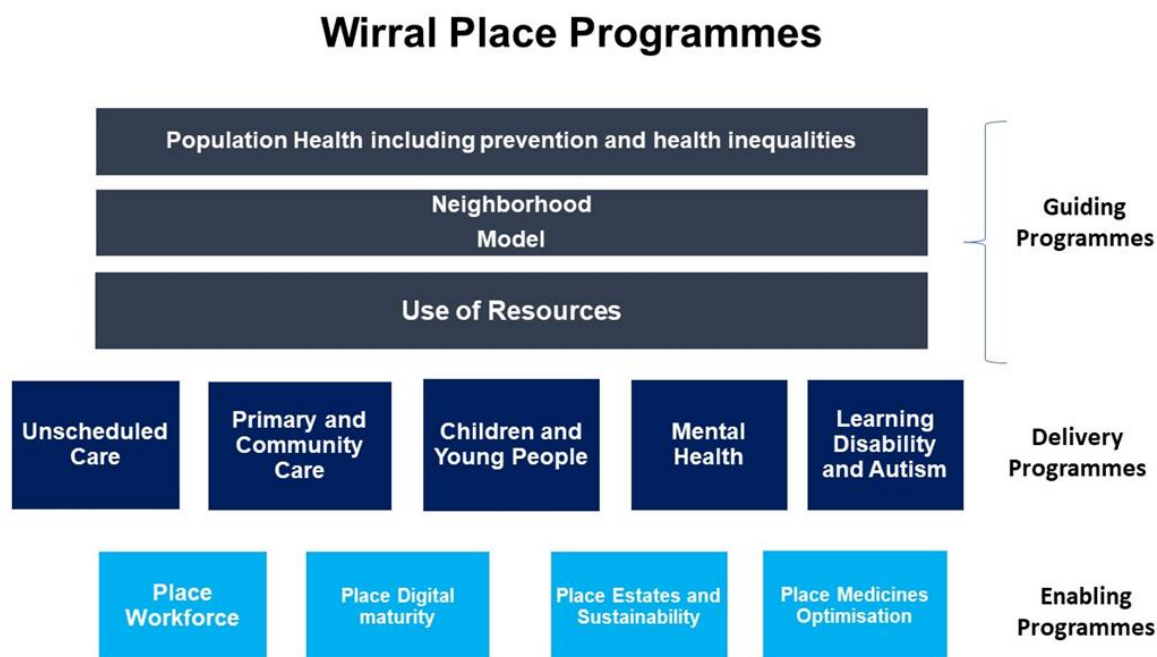 Wirral Place Programmes
Population Health including prevention and health inequalities
Neighborhood
Model
Use of Resources
Guiding
Programmes
Unscheduled
Care
Primary and
Community
Care
Children and
Young People
Mental
Health
Learning
Disability
and Autism
Delivery
Programmes
Place
Workforce
Place Digital
maturity
Place Estates and
Sustainability
Place Medicines
Optimisation
Enabling
Programmes